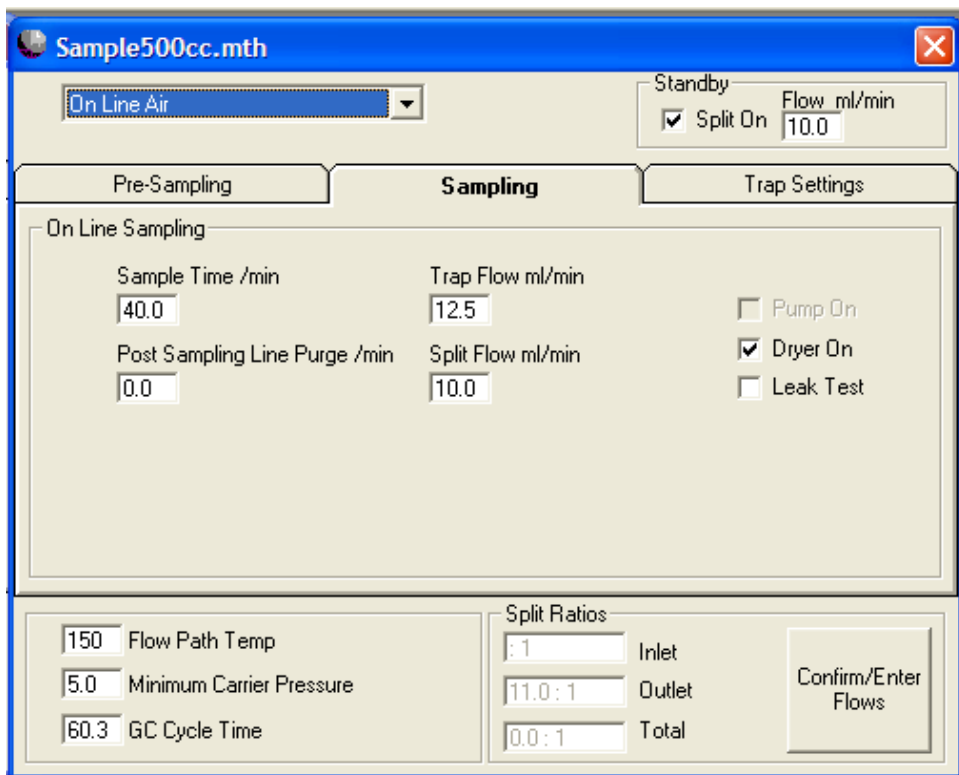 Sample500cc.mth
On Line Air
Standby
Split On
Flow ml/min
10.0
Pre-Sampling
Sampling
Trap Settings
On Line Sampling
Sample Time /min
40.0
Trap Flow ml/min
12.5
Pump On
Post Sampling Line Purge /min
0.0
Split Flow ml/min
10.0
Dryer On
Leak Test
150 Flow Path Temp
5.0 Minimum Carrier Pressure
60.3 GC Cycle Time
Split Ratios
: 1 Inlet
11.0 : 1 Outlet
0.0 : 1 Total
Confirm/Enter
Flows